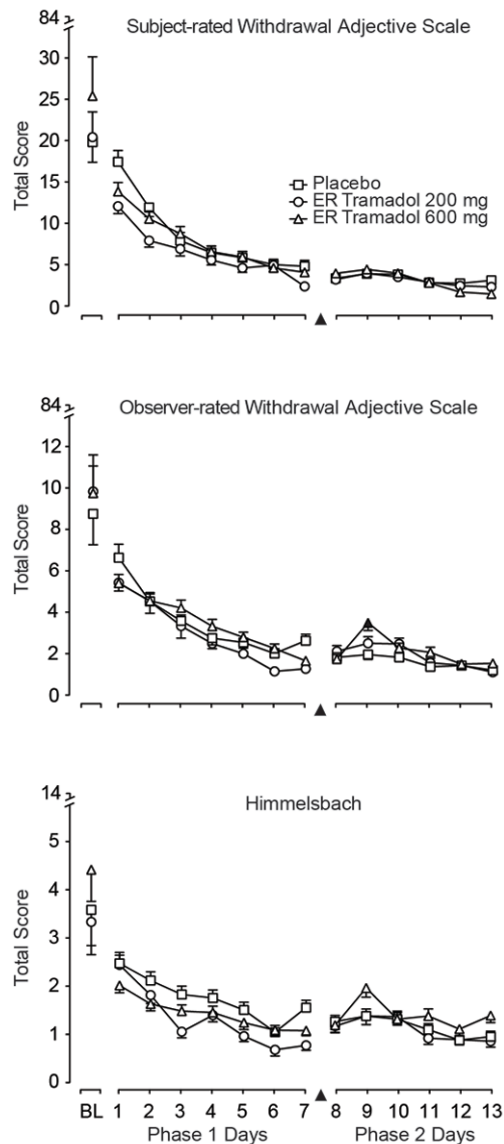 Subject-rated Withdrawal Adjective Scale
84
30
25
20
15
10
5
0
Total Score
Placebo
ER Tramadol 200 mg
ER Tramadol 600 mg
Observer-rated Withdrawal Adjective Scale
84
12
10
8
6
4
2
0
Total Score
Himmelsbach
14
5
4
3
2
1
0
Total Score
BL 1 2 3 4 5 6 7 8 9 10 11 12 13
Phase 1 Days Phase 2 Days